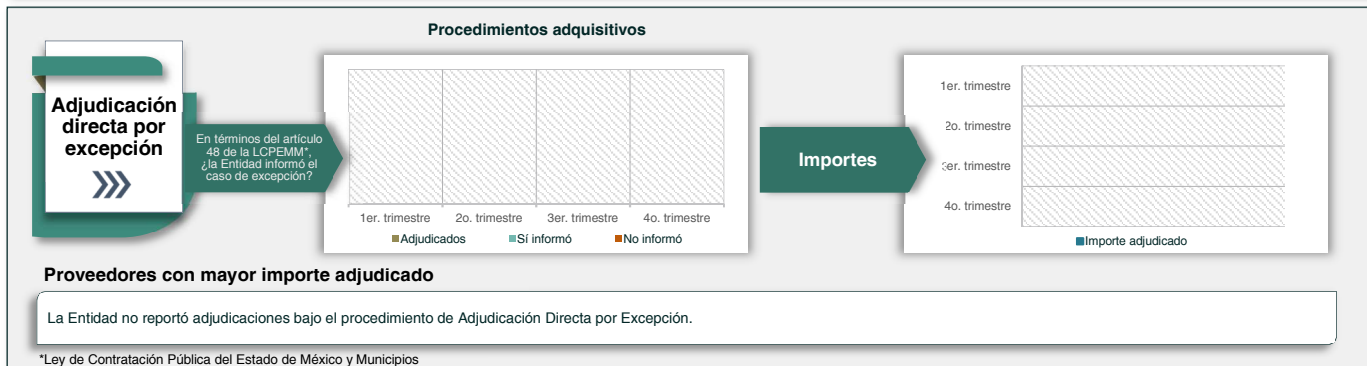 Procedimientos adquisitivos
Adjudicación
directa por
excepción
En términos del artículo
48 de la LCPEMM*,
¿la Entidad informó el
caso de excepción?
1er. trimestre
2o. trimestre
3er. trimestre
4o. trimestre
Adjudicados
Sí informó
No informó
Importes
1er. trimestre
2o. trimestre
3er. trimestre
4o. trimestre
Importe adjudicado
Proveedores con mayor importe adjudicado
La Entidad no reportó adjudicaciones bajo el procedimiento de Adjudicación Directa por Excepción.
*Ley de Contratación Pública del Estado de México y Municipios